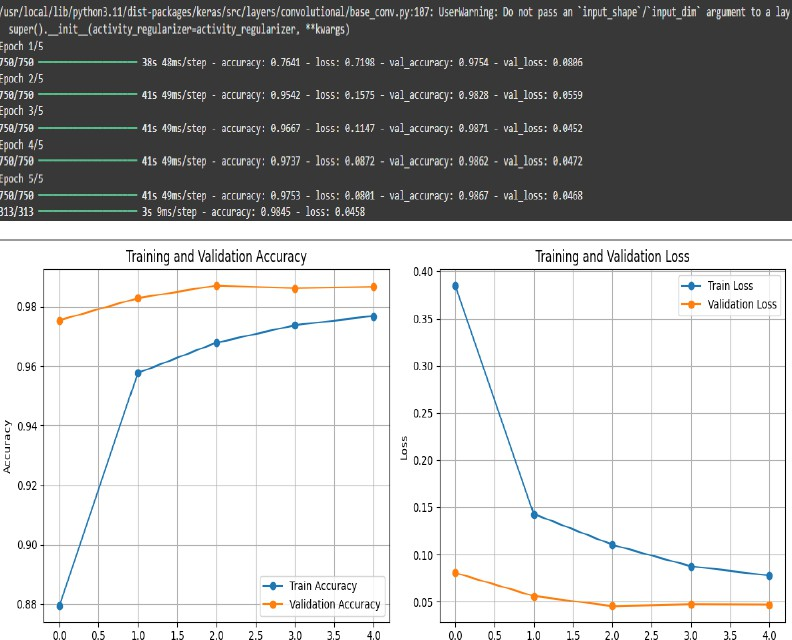 /usr/local/lib/python3.11/dist-packages/keras/src/layers/convolutional/base_conv.py:107: UserWarning: Do not pass an `input_shape`/`input_dim` argument to a lay
super().__init__(activity_regularizer=activity_regularizer, **kwargs)
Epoch 1/5
750/750 38s 48ms/step - accuracy: 0.7641 - loss: 0.7198 - val_accuracy: 0.9754 - val_loss: 0.0806
Epoch 2/5
750/750 41s 49ms/step - accuracy: 0.9542 - loss: 0.1575 - val_accuracy: 0.9828 - val_loss: 0.0559
Epoch 3/5
750/750 41s 49ms/step - accuracy: 0.9667 - loss: 0.1147 - val_accuracy: 0.9871 - val_loss: 0.0452
Epoch 4/5
750/750 41s 49ms/step - accuracy: 0.9737 - loss: 0.0872 - val_accuracy: 0.9862 - val_loss: 0.0472
Epoch 5/5
750/750 41s 49ms/step - accuracy: 0.9753 - loss: 0.0801 - val_accuracy: 0.9867 - val_loss: 0.0468
313/313 3s 9ms/step - accuracy: 0.9845 - loss: 0.0458
Training and Validation Accuracy
Accuracy
0.98
0.96
0.94
0.92
0.90
0.88
Train Accuracy
Validation Accuracy
0.0 0.5 1.0 1.5 2.0 2.5 3.0 3.5 4.0
Training and Validation Loss
Loss
0.40
0.35
0.30
0.25
0.20
0.15
0.10
0.05
Train Loss
Validation Loss
0.0 0.5 1.0 1.5 2.0 2.5 3.0 3.5 4.0